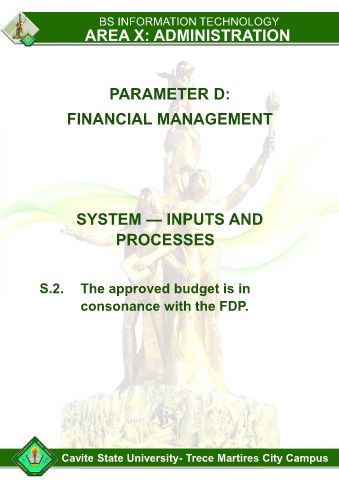 BS INFORMATION TECHNOLOGY
AREA X: ADMINISTRATION
PARAMETER D:
FINANCIAL MANAGEMENT
SYSTEM — INPUTS AND
PROCESSES
S.2. The approved budget is in
consonance with the FDP.
Cavite State University- Trece Martires City Campus